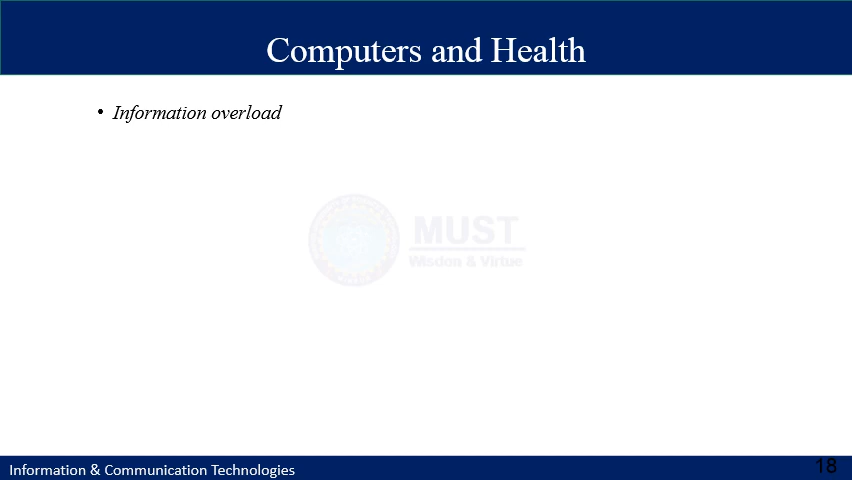 Computers and Health
• Information overload
MUST
Wisdom & Virtue
Information & Communication Technologies
18